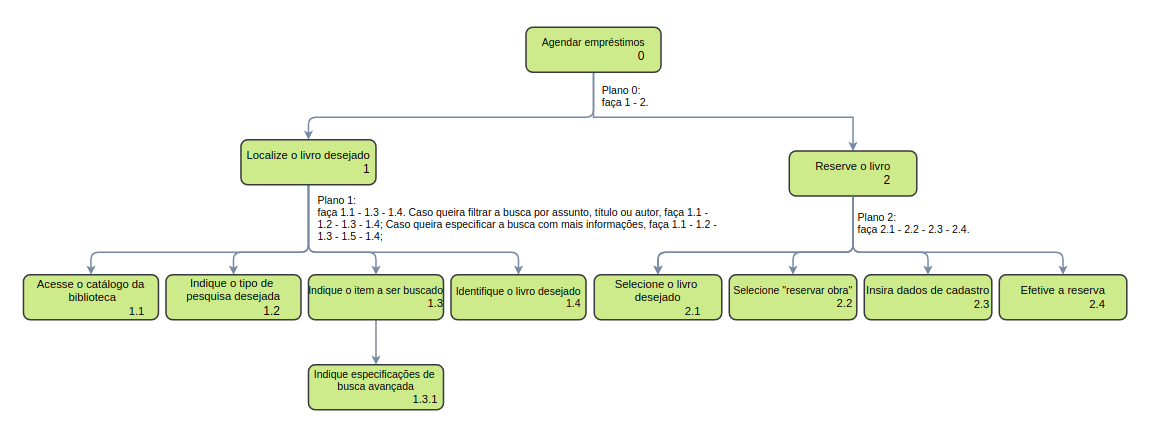 Agendar empréstimos
0
Plano 0:
faça 1 - 2.
Localize o livro desejado
1
Reserve o livro
2
Plano 1:
faça 1.1 - 1.3 - 1.4. Caso queira filtrar a busca por assunto, título ou autor, faça 1.1 -
1.2 - 1.3 - 1.4; Caso queira especificar a busca com mais informações, faça 1.1 - 1.2 -
1.3 - 1.5 - 1.4;
Plano 2:
faça 2.1 - 2.2 - 2.3 - 2.4.
Acesse o catálogo da
biblioteca
1.1
Indique o tipo de
pesquisa desejada
1.2
Indique o item a ser buscado
1.3
Identifique o livro desejado
1.4
Selecione o livro
desejado
2.1
Selecione "reservar obra"
2.2
Insira dados de cadastro
2.3
Efetive a reserva
2.4
Indique especificações de
busca avançada
1.3.1